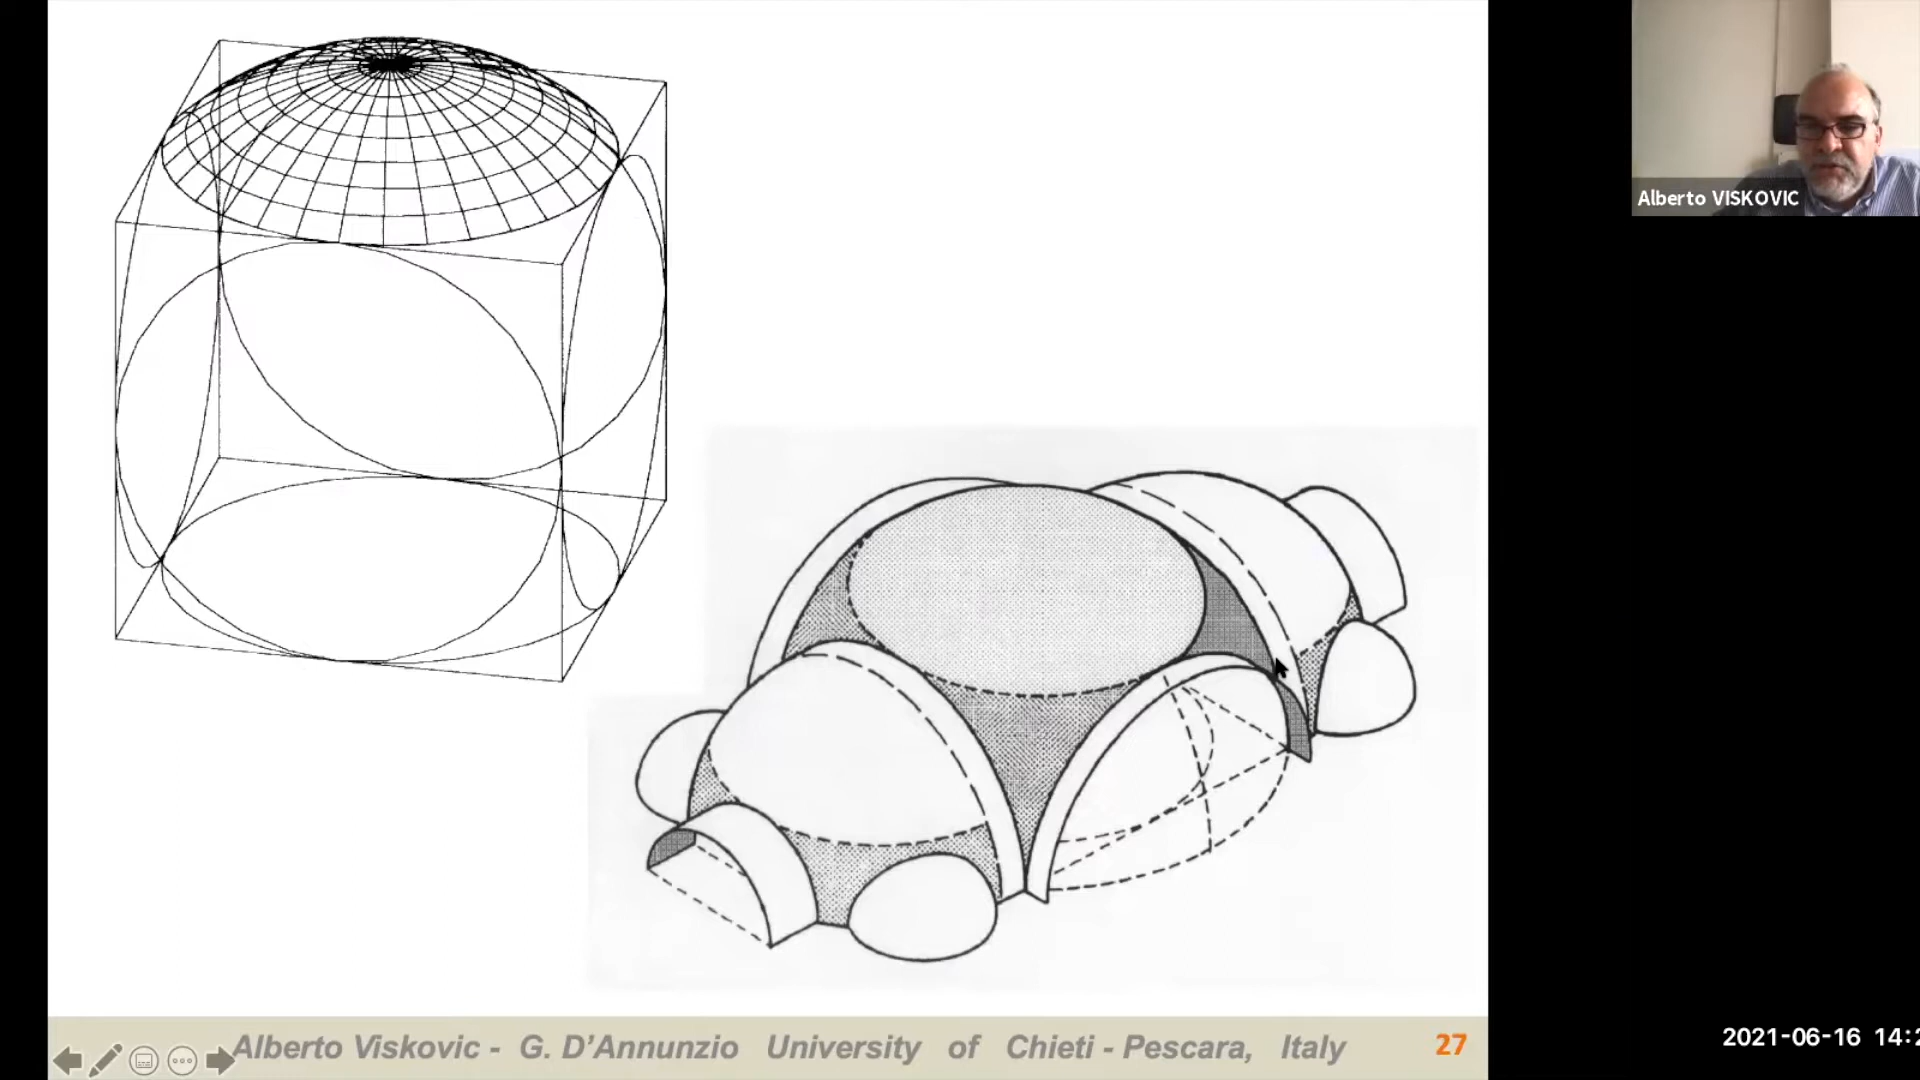 Alberto VISKOVIC
Alberto Viskovic - G. D'Annunzio University of Chieti - Pescara, Italy 27
2021-06-16 14:2